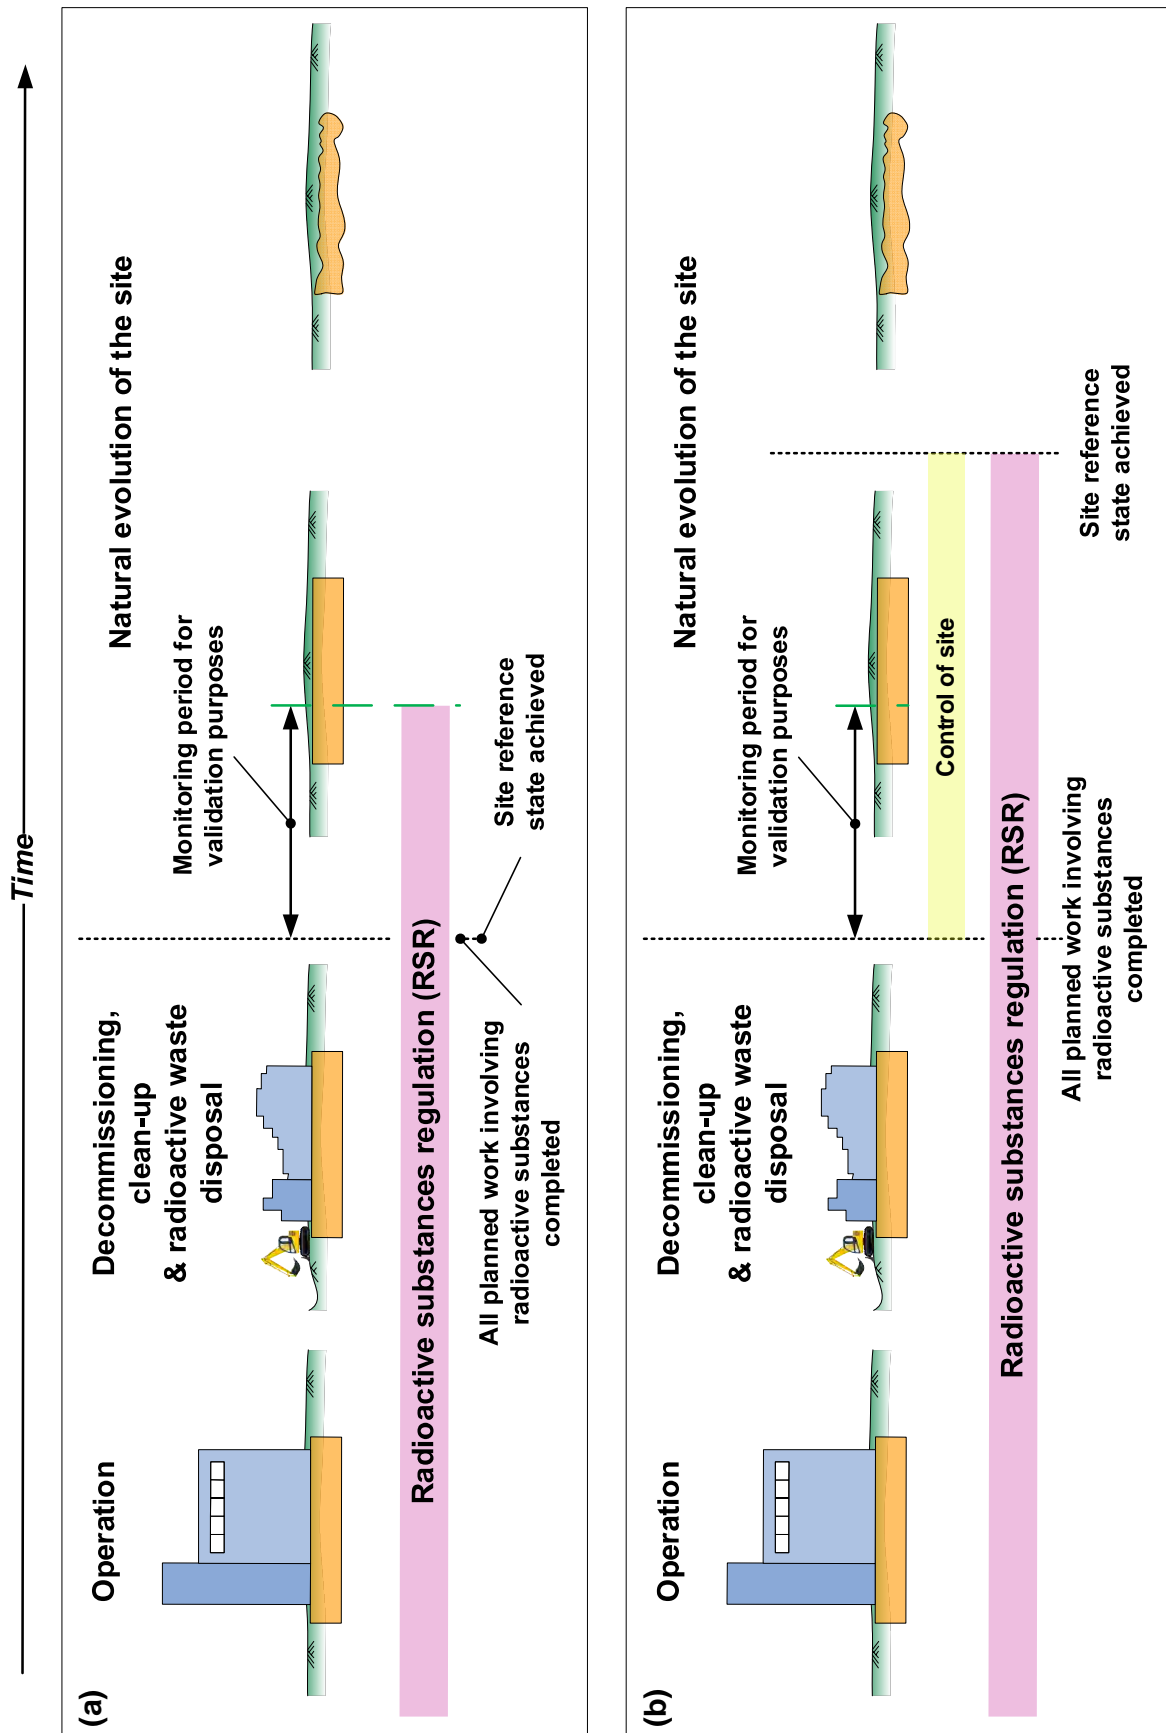 Time
(a)
Operation
Decommissioning,
clean-up
& radioactive waste
disposal
Natural evolution of the site
Monitoring period for
validation purposes
Radioactive substances regulation (RSR)
All planned work involving
radioactive substances
completed
Site reference
state achieved
(b)
Operation
Decommissioning,
clean-up
& radioactive waste
disposal
Natural evolution of the site
Monitoring period for
validation purposes
Control of site
Radioactive substances regulation (RSR)
All planned work involving
radioactive substances
completed
Site reference
state achieved